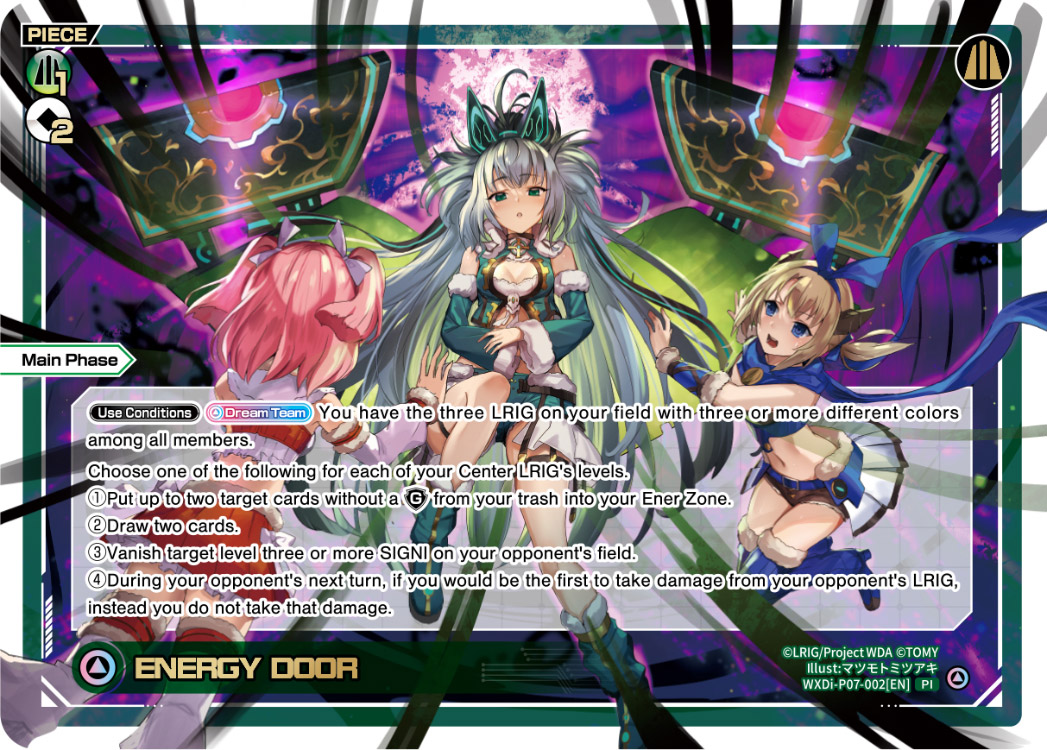 PIECE
1
2
Main Phase
Use Conditions Dream Team You have the three LRIG on your field with three or more different colors
among all members.
Choose one of the following for each of your Center LRIG's levels.
①Put up to two target cards without a G from your trash into your Ener Zone.
②Draw two cards.
③Vanish target level three or more SIGNI on your opponent's field.
④During your opponent's next turn, if you would be the first to take damage from your opponent's LRIG,
instead you do not take that damage.
ENERGY DOOR
©LRIG/Project WDA ©TOMY
Illust:マツモトミツアキ
WXDi-P07-002[EN] PI